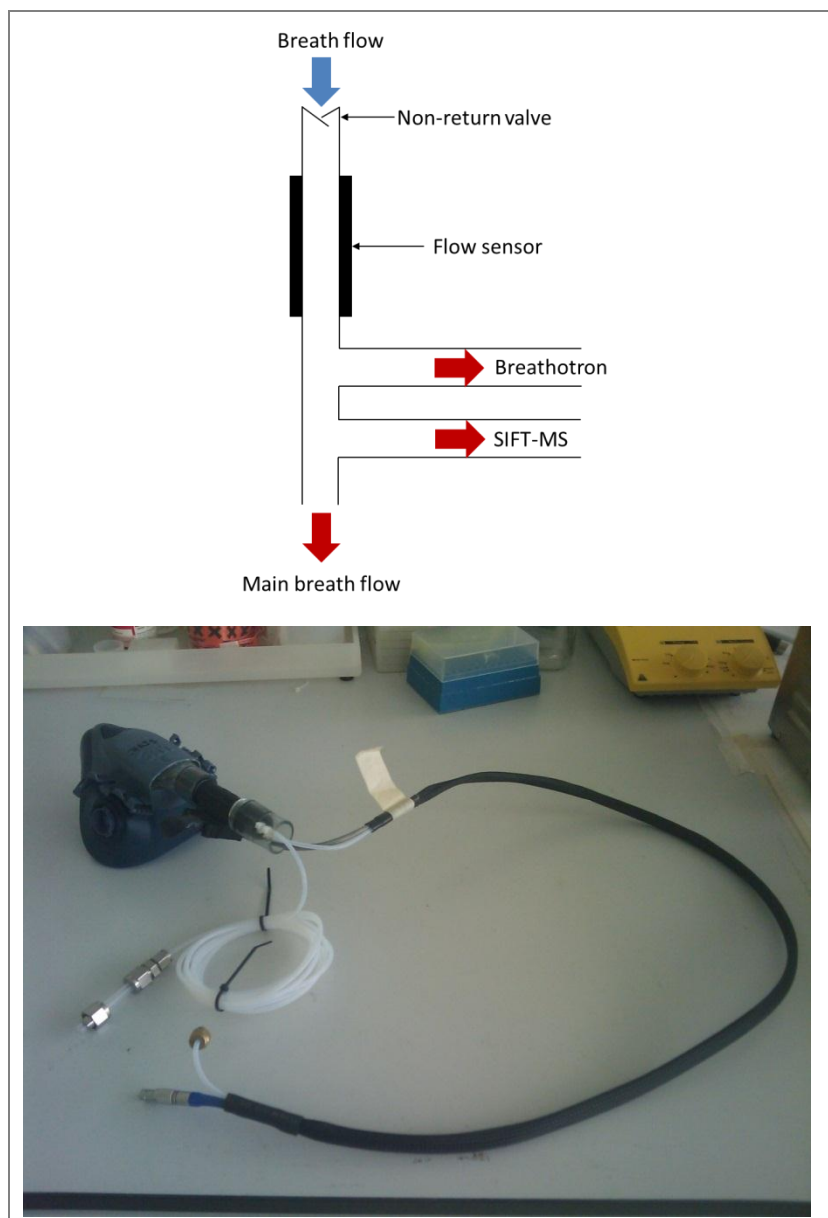 Breath flow
Non-return valve
Flow sensor
Breathotron
SIFT-MS
Main breath flow